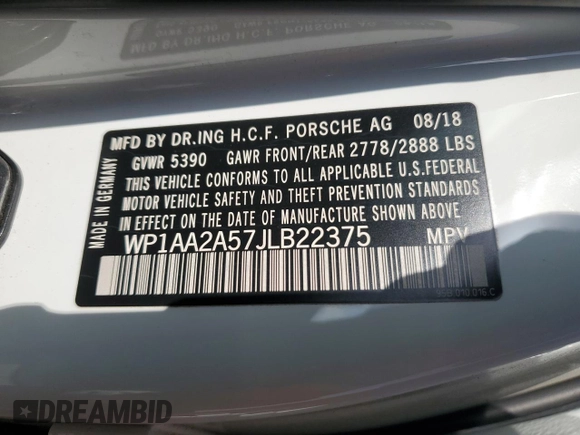 MFD BY DR.ING H.C.F. PORSCHE AG 08/18
GVWR 5390 GAWR FRONT/REAR 2778/2888 LBS
THIS VEHICLE CONFORMS TO ALL APPLICABLE U.S.FEDERAL
MOTOR VEHICLE SAFETY AND THEFT PREVENTION STANDARDS
IN EFFECT ON THE DATE OF MANUFACTURE SHOWN ABOVE.
WP1AA2A57JLB22375 MPV
MADE IN GERMANY
DREAMBID